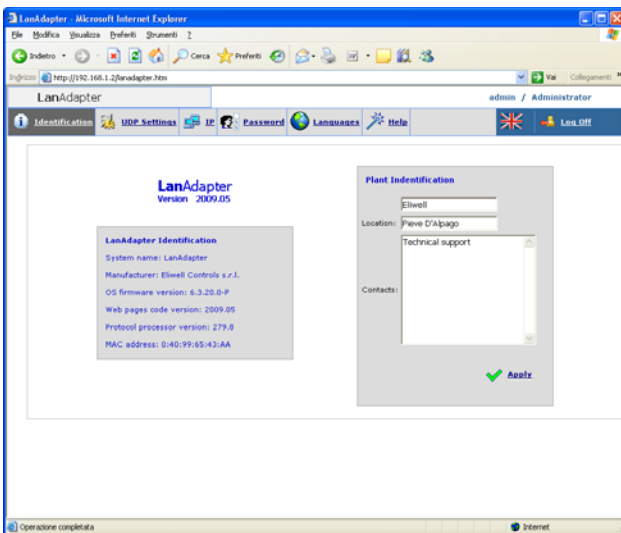 LanAdapter - Microsoft Internet Explorer
File Modifica Visualizza Preferiti Strumenti ?
Indietro Cerca Preferiti
Indirizzo http://192.168.1.2/lanadapter.htm Vai Collegamenti »
LanAdapter admin / Administrator
Identification UDP Settings IP Password Languages Help Log Off
LanAdapter
Version 2009.05
LanAdapter Identification
System name: LanAdapter
Manufacturer: Eliwell Controls s.r.l.
OS firmware version: 6.3.20.0-P
Web pages code version: 2009.05
Protocol processor version: 279.8
MAC address: 0:40:99:65:43:AA
Plant Indentification
Eliwell
Location: Pieve D'Alpago
Technical support
Contacts:
Apply
Operazione completata Internet